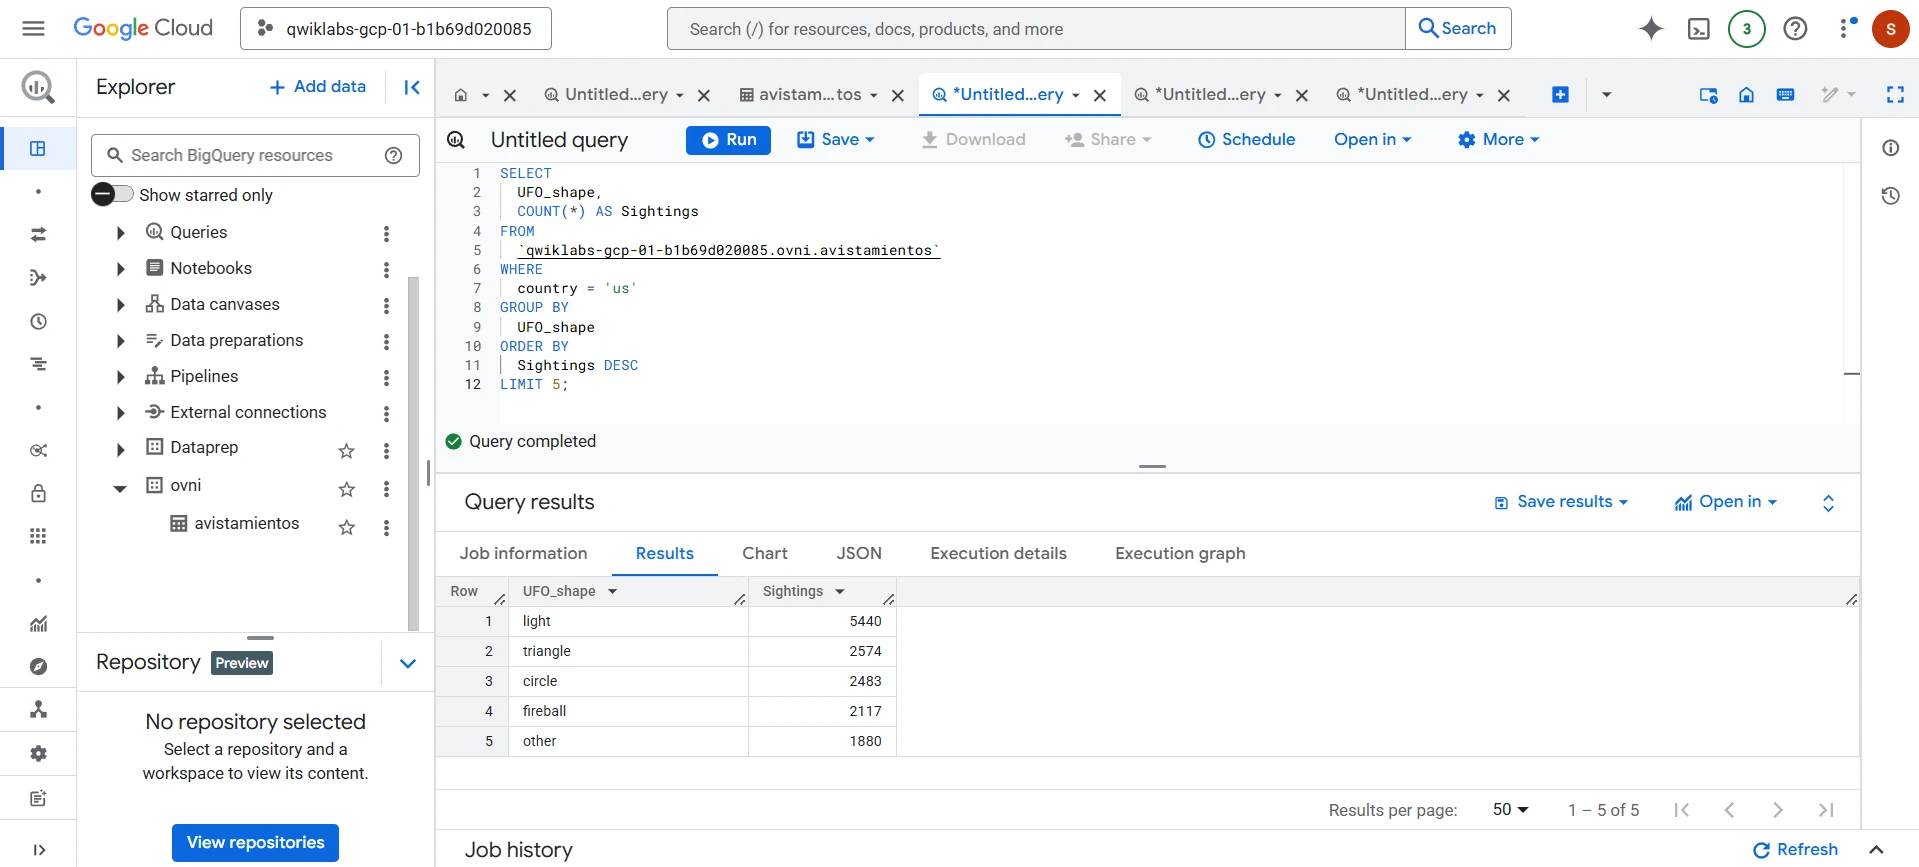 Google Cloud
qwiklabs-gcp-01-b1b69d020085
Search (/) for resources, docs, products, and more
Search
3
S
Explorer
+ Add data
Untitled...ery
avistam...tos
*Untitled...ery
*Untitled...ery
*Untitled...ery
Search BigQuery resources
Show starred only
Queries
Notebooks
Data canvases
Data preparations
Pipelines
External connections
Dataprep
ovni
avistamientos
Repository
Preview
No repository selected
Select a repository and a
workspace to view its content.
View repositories
Untitled query
Run
Save
Download
Share
Schedule
Open in
More
1 SELECT
2 UFO_shape,
3 COUNT(*) AS Sightings
4 FROM
5 `qwiklabs-gcp-01-b1b69d020085.ovni.avistamientos`
6 WHERE
7 country = 'us'
8 GROUP BY
9 UFO_shape
10 ORDER BY
11 Sightings DESC
12 LIMIT 5;
Query completed
Query results
Save results
Open in
Job information
Results
Chart
JSON
Execution details
Execution graph
Row UFO_shape Sightings
1 light 5440
2 triangle 2574
3 circle 2483
4 fireball 2117
5 other 1880
Results per page: 50 1 – 5 of 5
Job history
Refresh